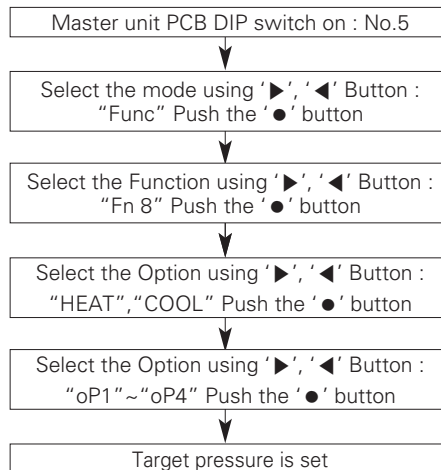 Master unit PCB DIP switch on : No.5
Select the mode using ‘▶’, ‘◀’ Button :
“Func” Push the ‘●’ button
Select the Function using ‘▶’, ‘◀’ Button :
“Fn 8” Push the ‘●’ button
Select the Option using ‘▶’, ‘◀’ Button :
“HEAT”,“COOL” Push the ‘●’ button
Select the Option using ‘▶’, ‘◀’ Button :
“oP1”~“oP4” Push the ‘●’ button
Target pressure is set